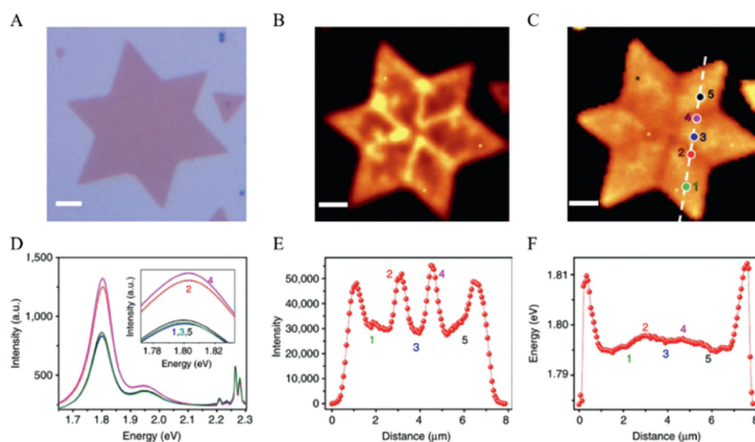 A
B
C
5
4
3
2
1
D
E
F
1,500
1,250
1,000
750
500
250
Intensity (a.u.)
1.7 1.8 1.9 2.0 2.1 2.2 2.3
Energy (eV)
Intensity (a.u.)
4
2
1,3,5
1.78 1.80 1.82
Energy (eV)
50,000
40,000
30,000
20,000
10,000
0
Intensity
2
4
1
3
5
0 2 4 6 8
Distance (μm)
1.81
1.80
1.79
Energy (eV)
2
4
1
3
5
0 2 4 6 8
Distance (μm)